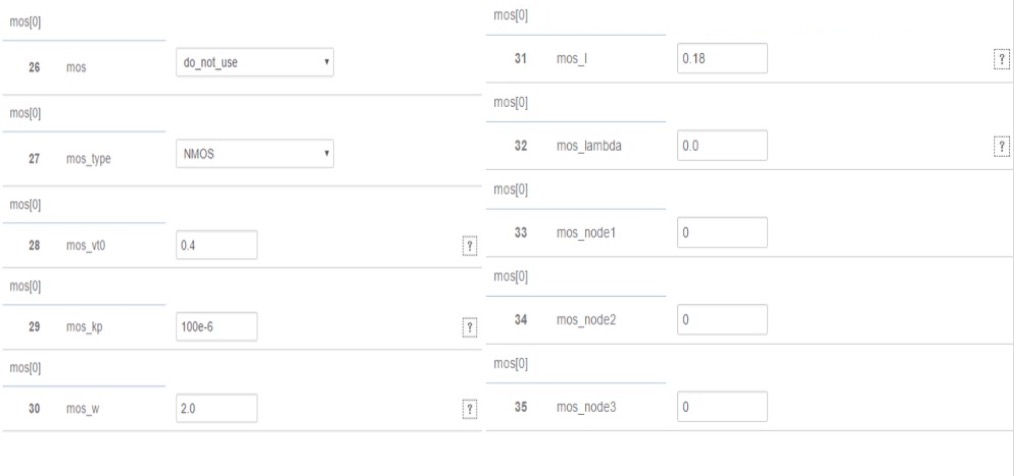 mos[0]
26 mos do_not_use
mos[0]
27 mos_type NMOS
mos[0]
28 mos_vt0 0.4 ?
mos[0]
29 mos_kp 100e-6 ?
mos[0]
30 mos_w 2.0 ?
mos[0]
31 mos_l 0.18 ?
mos[0]
32 mos_lambda 0.0 ?
mos[0]
33 mos_node1 0
mos[0]
34 mos_node2 0
mos[0]
35 mos_node3 0